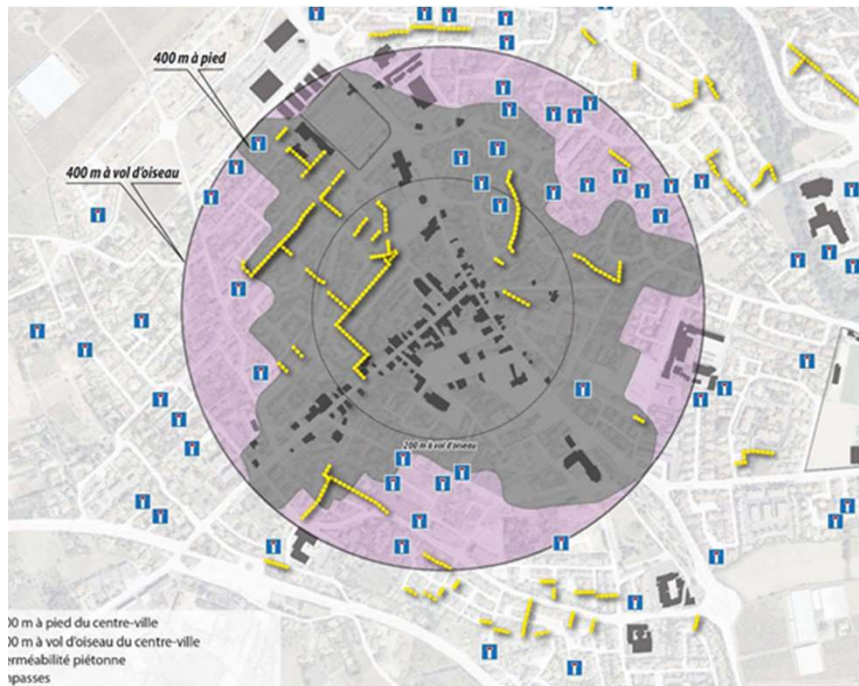 400 m à pied
400 m à vol d'oiseau
200 m à vol d'oiseau
00 m à pied du centre-ville
00 m à vol d'oiseau du centre-ville
erméabilité piétonne
npasses